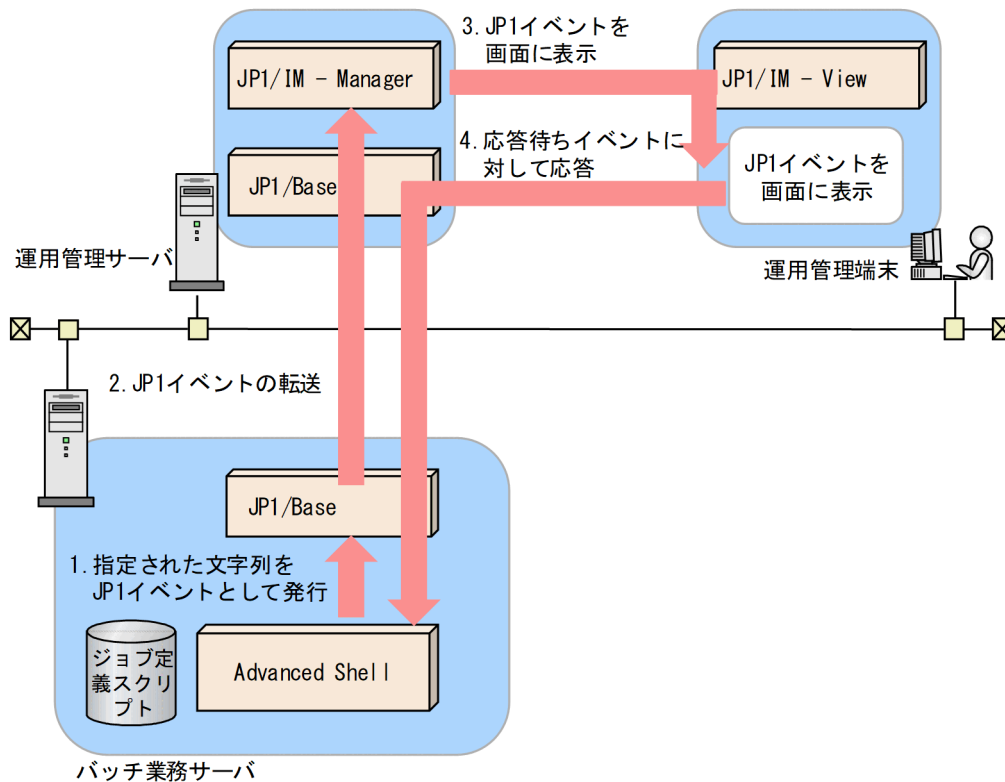 3.JP1イベントを
画面に表示
JP1/IM - Manager
JP1/IM - View
4.応答待ちイベントに
対して応答
JP1イベントを
画面に表示
JP1/Base
運用管理サーバ
運用管理端末
2.JP1イベントの転送
JP1/Base
1.指定された文字列を
JP1イベントとして発行
ジョブ定
義スクリ
プト
Advanced Shell
バッチ業務サーバ